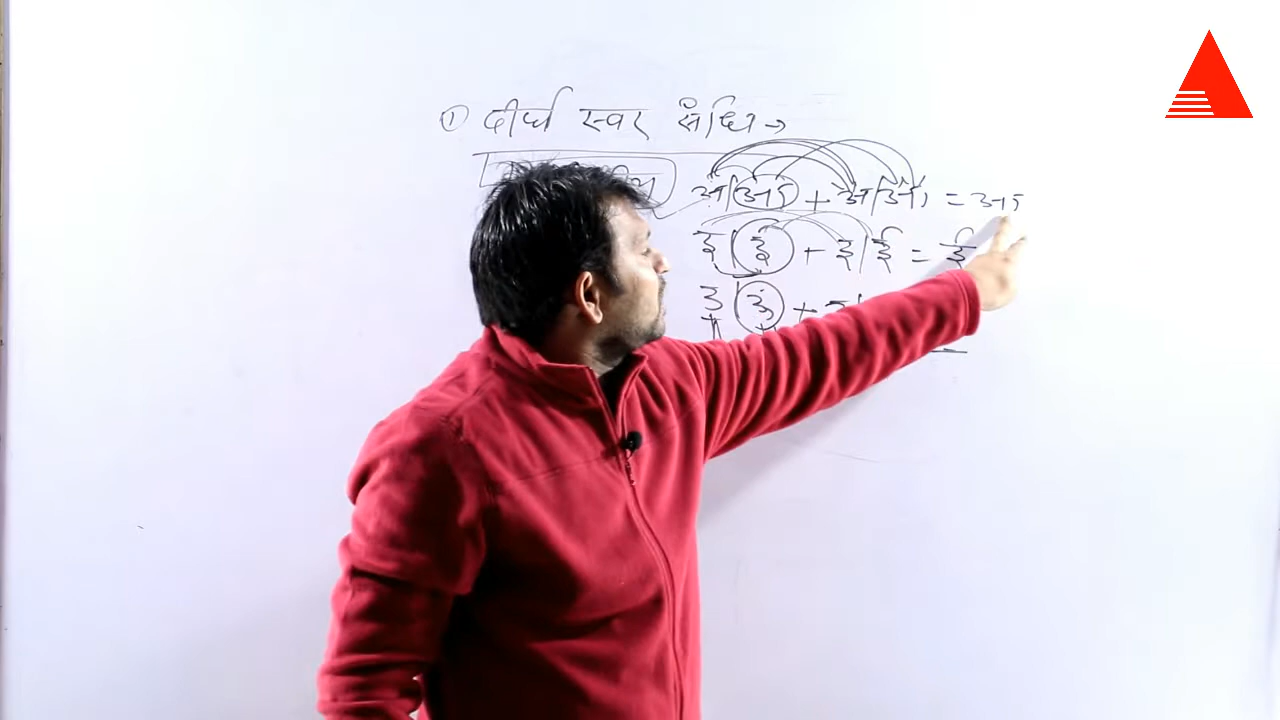 ① दीर्घ स्वर संधि →
अ/आ + अ/आ = आ
इ/ई + इ/ई = ई
उ/ऊ +